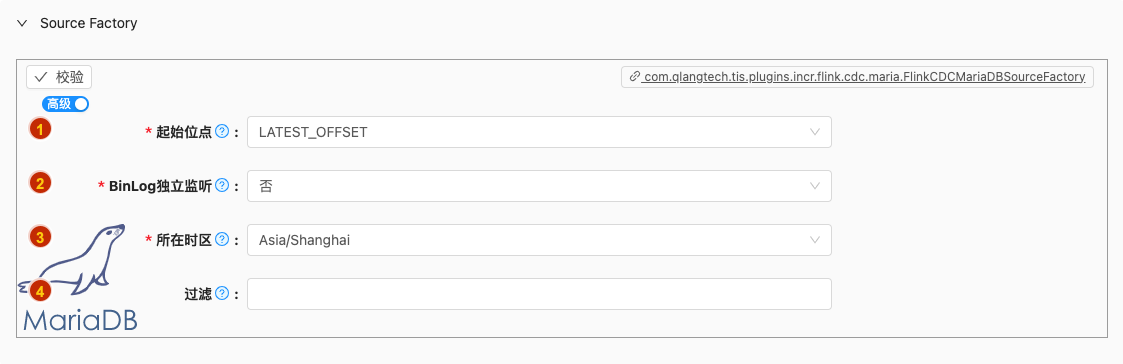 Source Factory
校验
com.qlangtech.tis.plugins.incr.flink.cdc.maria.FlinkCDCMariaDBSourceFactory
高级
1 * 起始位点 ? : LATEST_OFFSET
2 * BinLog独立监听 ? : 否
3 * 所在时区 ? : Asia/Shanghai
4 过滤 ? :
MariaDB